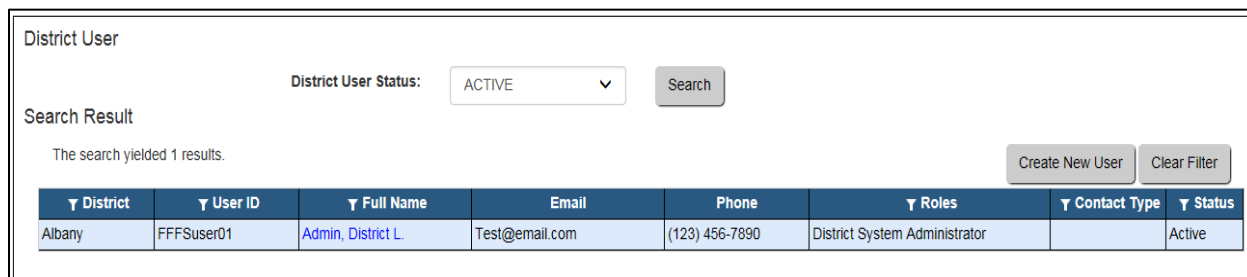 District User
District User Status: ACTIVE Search
Search Result
The search yielded 1 results.
Create New User Clear Filter
District User ID Full Name Email Phone Roles Contact Type Status
Albany FFFSuser01 Admin, District L. Test@email.com (123) 456-7890 District System Administrator Active